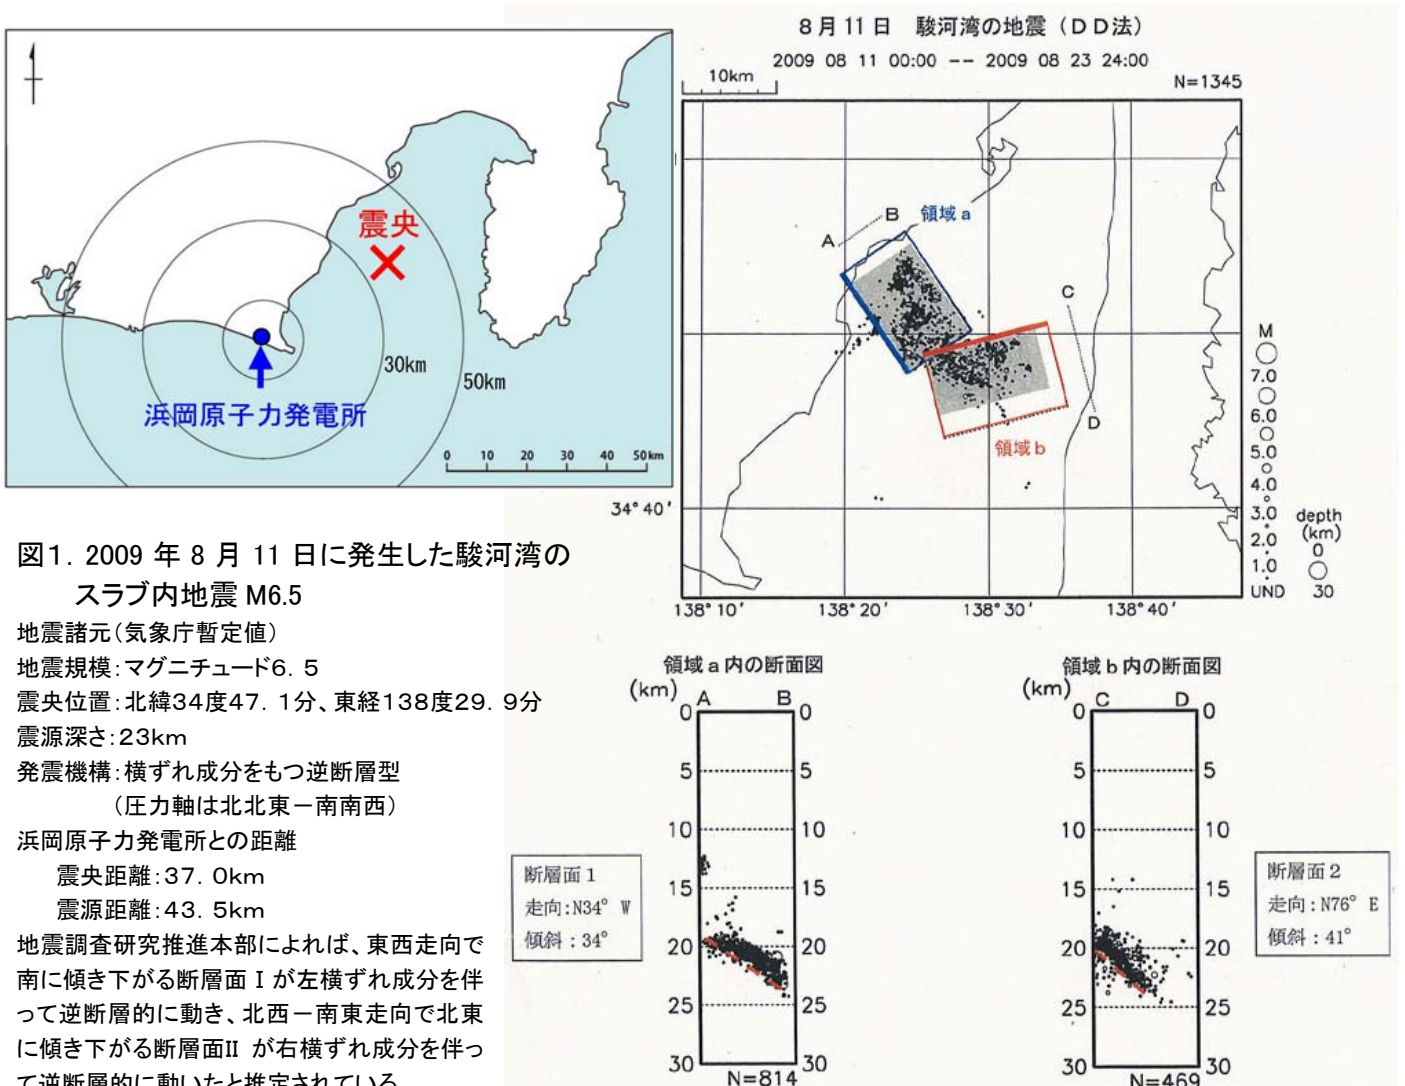 震央
30km
50km
浜岡原子力発電所
0 10 20 30 40 50km
図1. 2009 年 8 月 11 日に発生した駿河湾の
スラブ内地震 M6.5
地震諸元(気象庁暫定値)
地震規模:マグニチュード6.5
震央位置:北緯34度47.1分、東経138度29.9分
震源深さ:23km
発震機構:横ずれ成分をもつ逆断層型
(圧力軸は北北東-南南西)
浜岡原子力発電所との距離
震央距離:37.0km
震源距離:43.5km
地震調査研究推進本部によれば、東西走向で
南に傾き下がる断層面 I が左横ずれ成分を伴
って逆断層的に動き、北西-南東走向で北東
に傾き下がる断層面II が右横ずれ成分を伴っ
て逆断層的に動いたと推定されている
8月11日 駿河湾の地震(DD法)
2009 08 11 00:00 -- 2009 08 23 24:00
10km
N=1345
A
B
領域a
C
D
領域b
34°40'
138°10' 138°20' 138°30' 138°40'
M
7.0
6.0
5.0
4.0
3.0
2.0
1.0
UND
depth
(km)
0
30
領域a内の断面図
(km) A B
0 0
5 5
10 10
15 15
20 20
25 25
30 30
N=814
断層面1
走向:N34° W
傾斜:34°
領域b内の断面図
(km) C D
0 0
5 5
10 10
15 15
20 20
25 25
30 30
N=469
断層面2
走向:N76° E
傾斜:41°